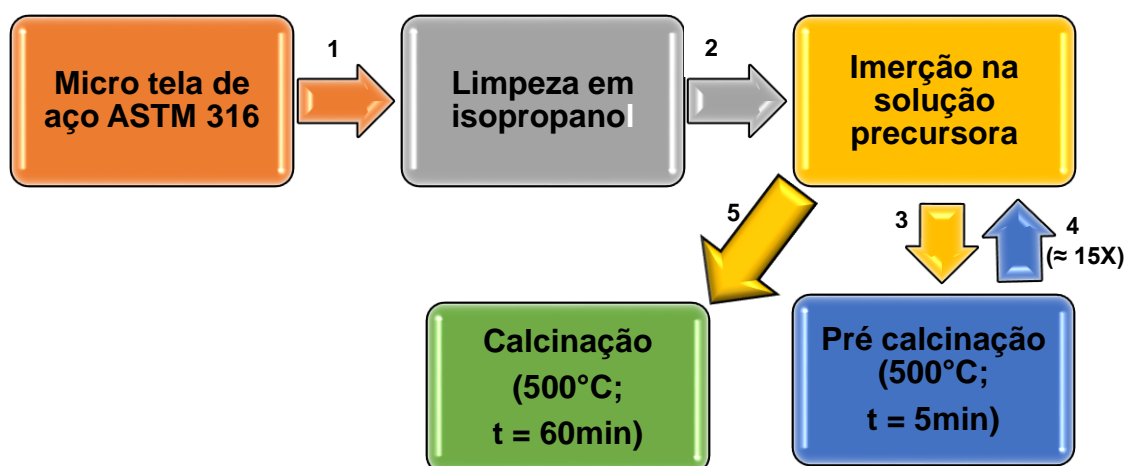 Micro tela de
aço ASTM 316
1
Limpeza em
isopropanol
2
Imerção na
solução
precursora
3
4
(≈ 15X)
Pré calcinação
(500°C;
t = 5min)
5
Calcinação
(500°C;
t = 60min)